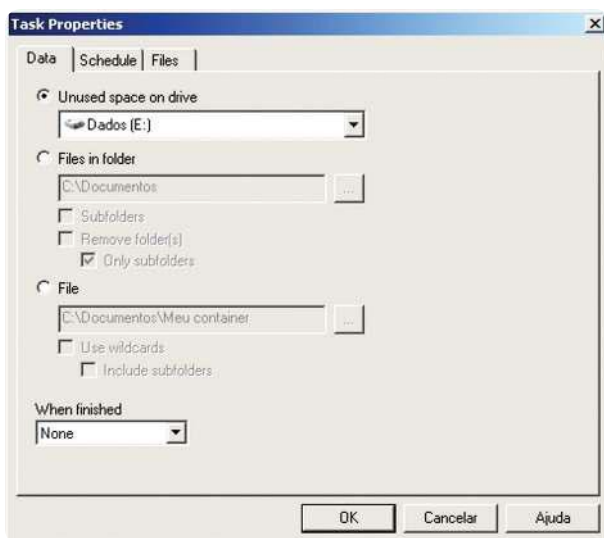 Task Properties
Data Schedule Files
Unused space on drive
Dados (E:)
Files in folder
C:\Documentos
...
Subfolders
Remove folder(s)
Only subfolders
File
C:\Documentos\Meu container
...
Use wildcards
Include subfolders
When finished
None
OK Cancelar Ajuda